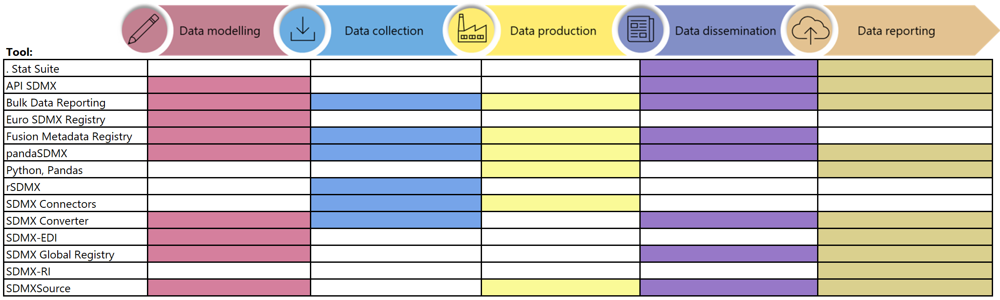 Data modelling
Data collection
Data production
Data dissemination
Data reporting
Tool:
. Stat Suite
API SDMX
Bulk Data Reporting
Euro SDMX Registry
Fusion Metadata Registry
pandaSDMX
Python, Pandas
rSDMX
SDMX Connectors
SDMX Converter
SDMX-EDI
SDMX Global Registry
SDMX-RI
SDMXSource